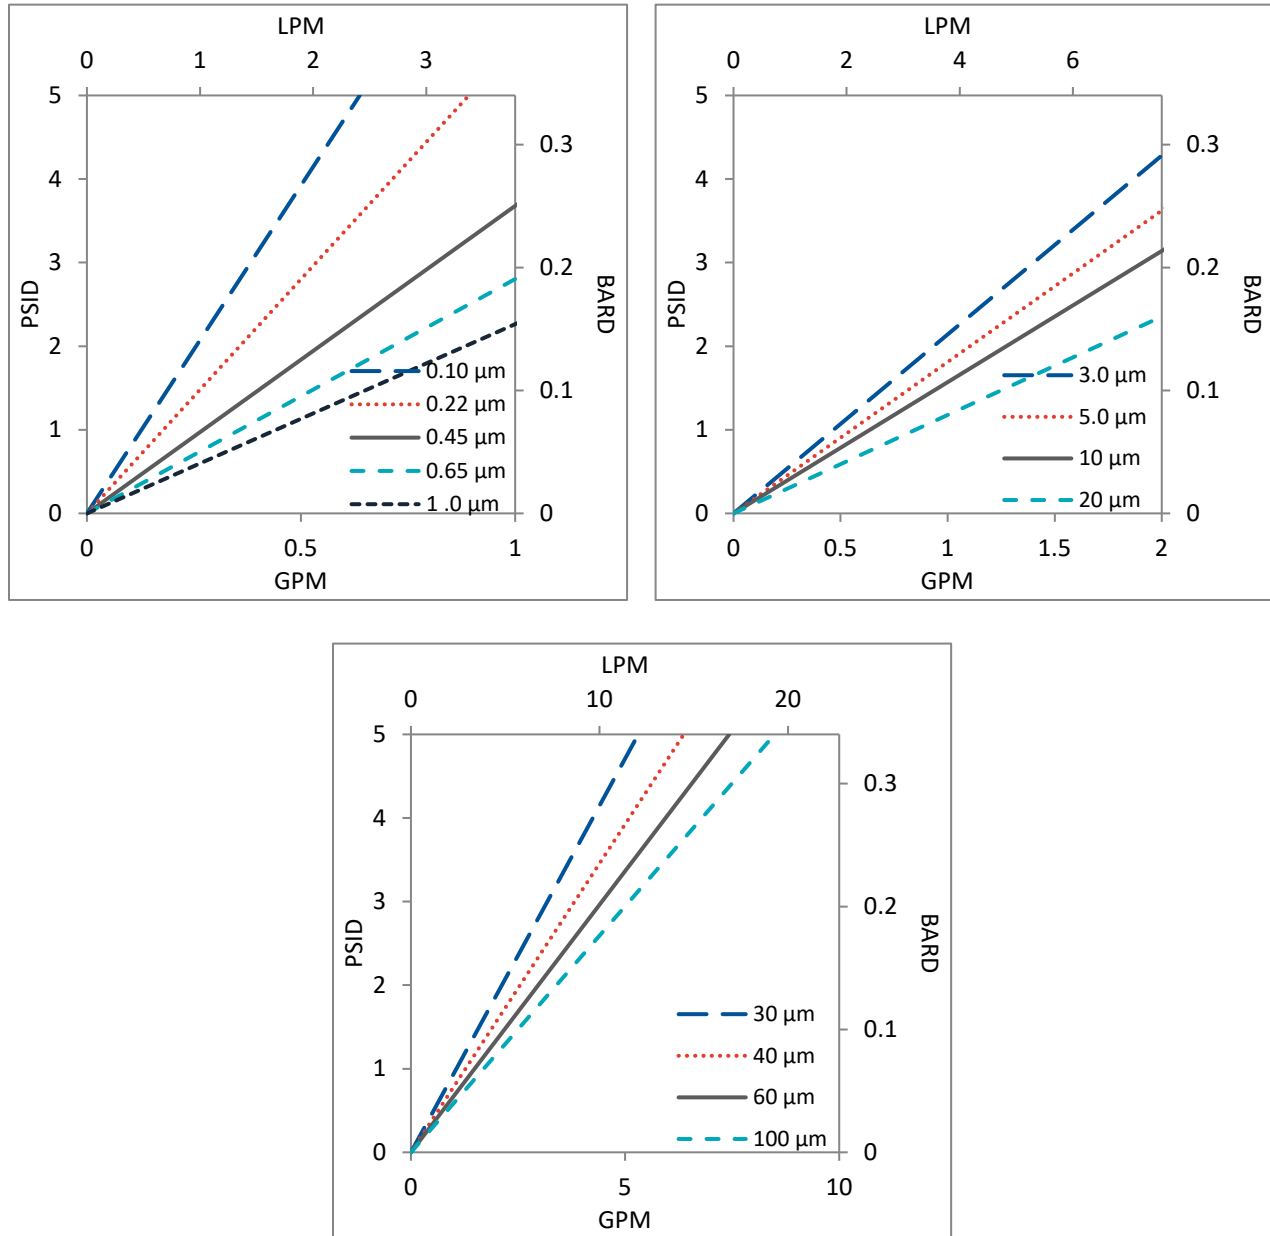 LPM
0 1 2 3
5
4
3
2
1
0
PSID
0.3
0.2
0.1
0
BARD
0.10 µm
0.22 µm
0.45 µm
0.65 µm
1 .0 µm
0 0.5 1
GPM
LPM
0 2 4 6
5
4
3
2
1
0
PSID
0.3
0.2
0.1
0
BARD
3.0 µm
5.0 µm
10 µm
20 µm
0 0.5 1 1.5 2
GPM
LPM
0 10 20
5
4
3
2
1
0
PSID
0.3
0.2
0.1
0
BARD
30 µm
40 µm
60 µm
100 µm
0 5 10
GPM